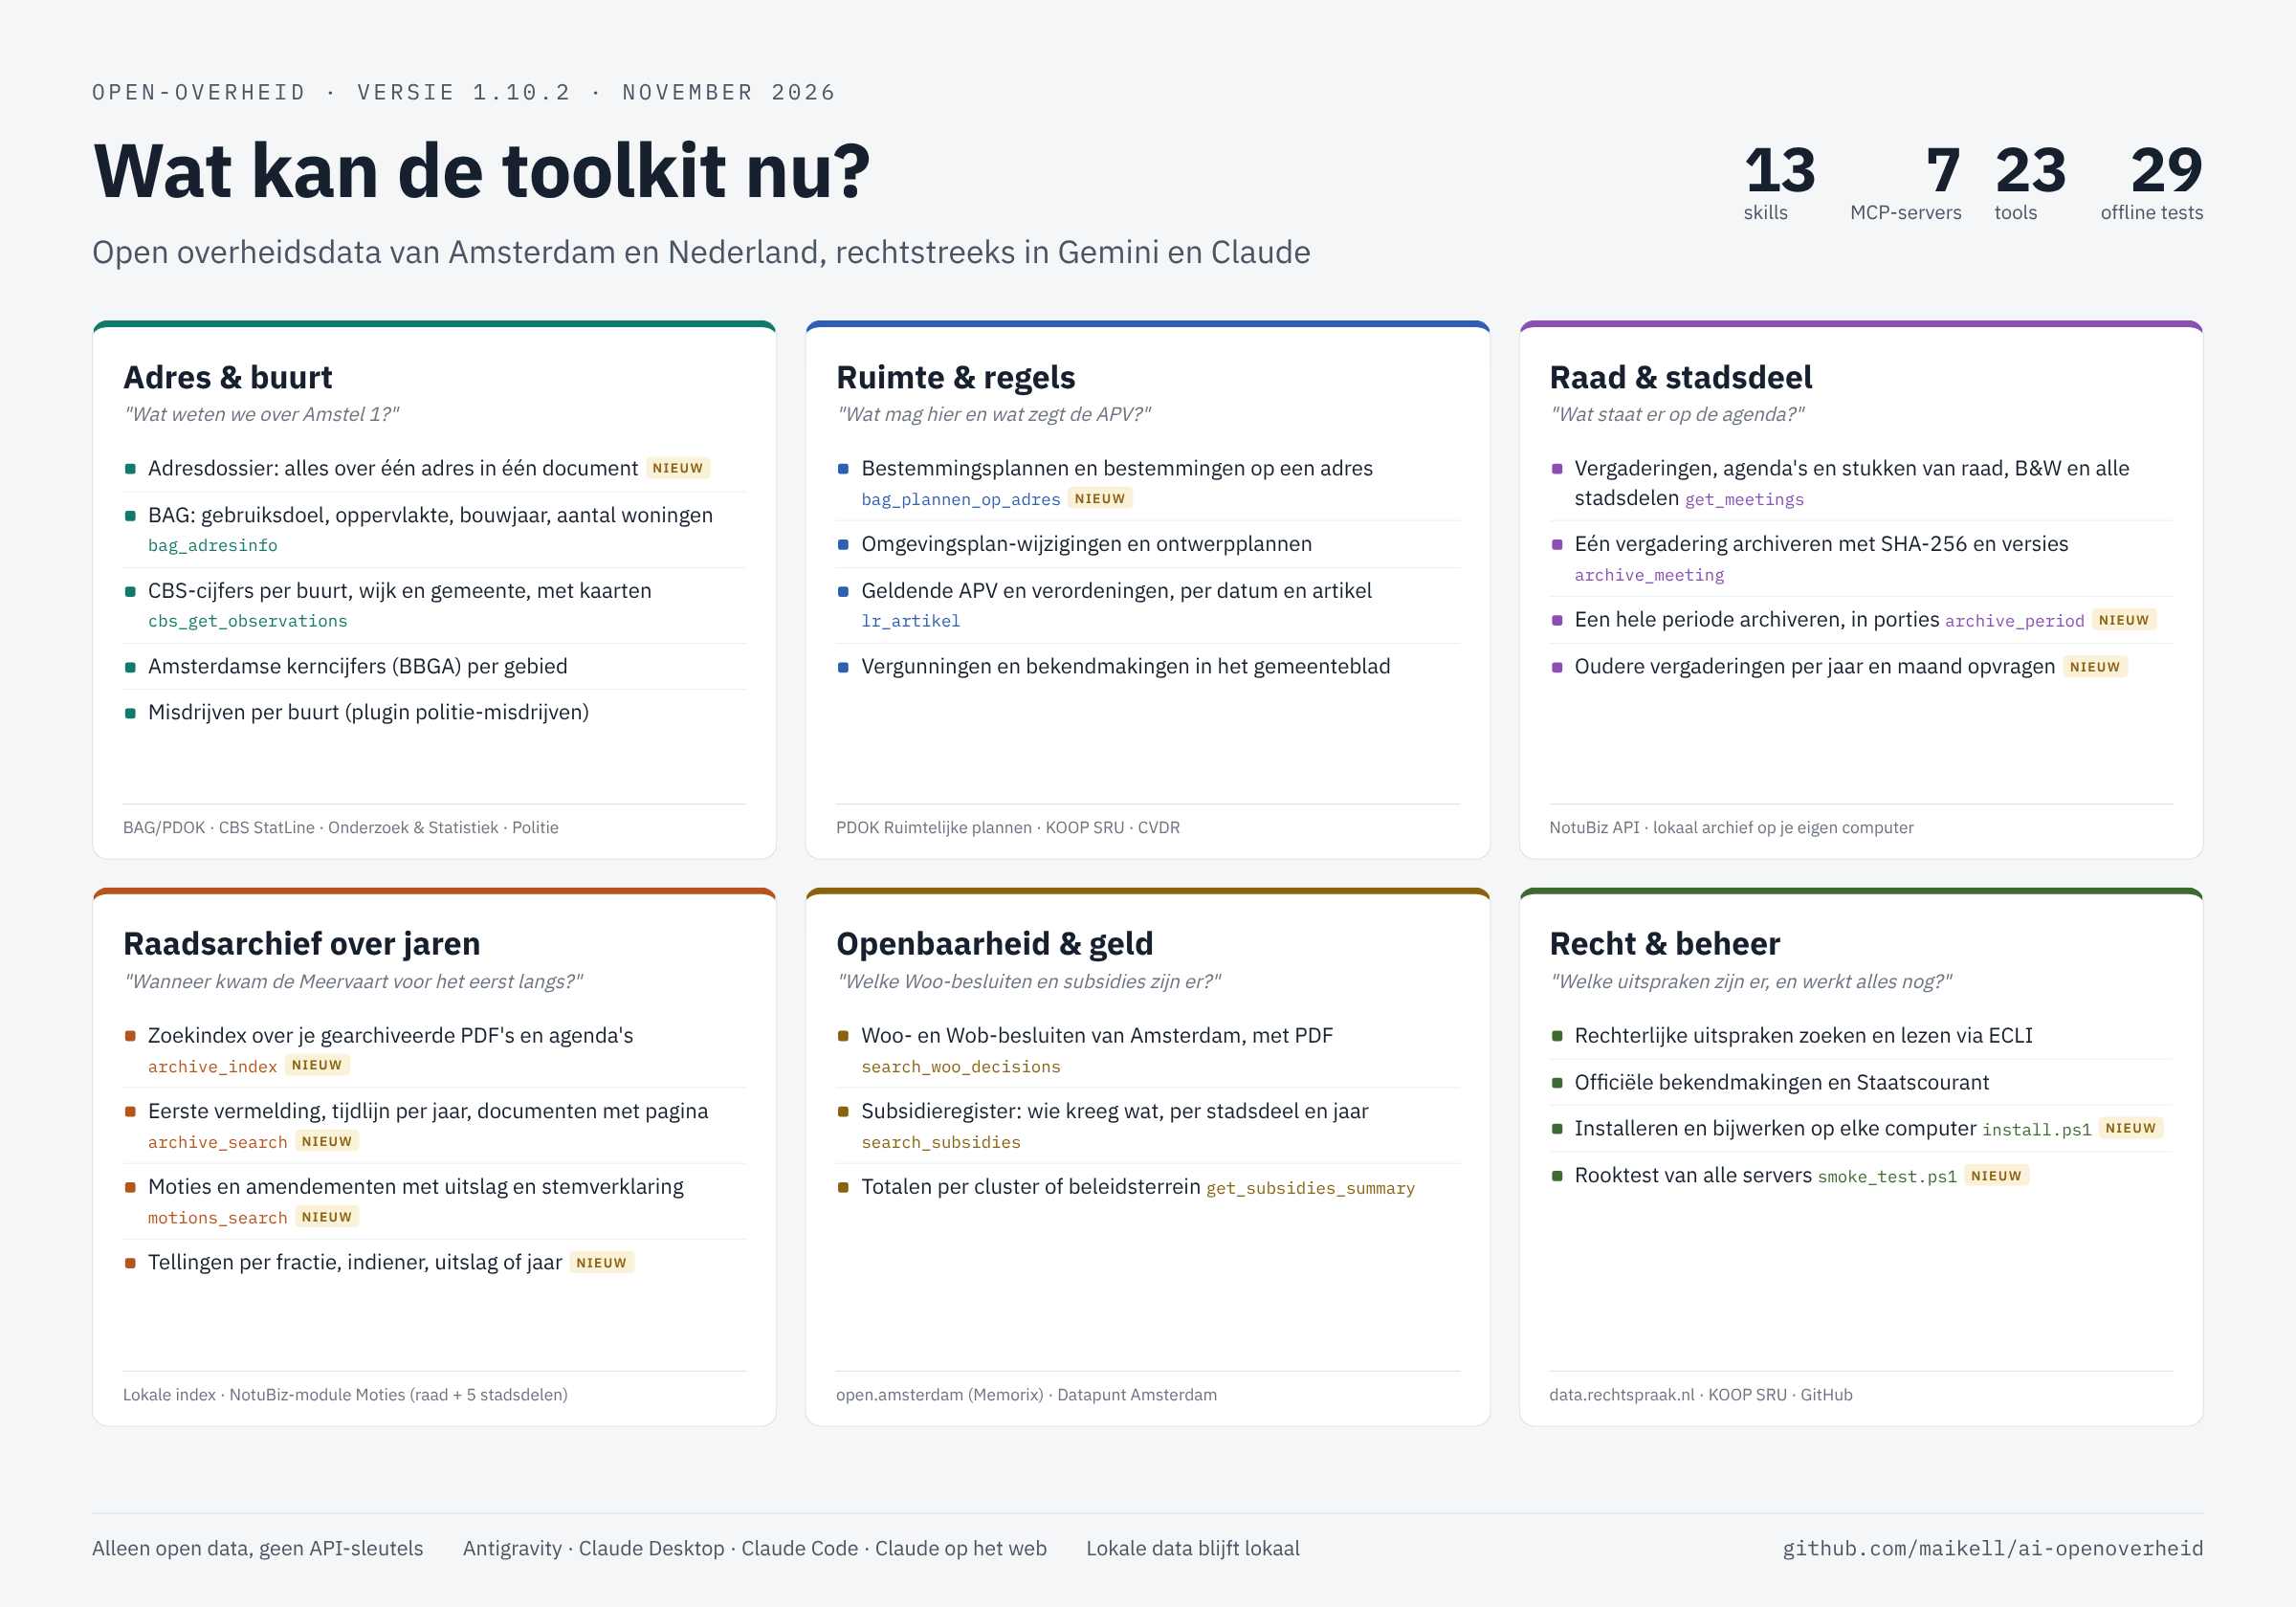 OPEN-OVERHEID · VERSIE 1.10.2 · NOVEMBER 2026
Wat kan de toolkit nu?
Open overheidsdata van Amsterdam en Nederland, rechtstreeks in Gemini en Claude
13
skills
7
MCP-servers
23
tools
29
offline tests
Adres & buurt
"Wat weten we over Amstel 1?"
Adresdossier: alles over één adres in één document NIEUW
BAG: gebruiksdoel, oppervlakte, bouwjaar, aantal woningen
bag_adresinfo
CBS-cijfers per buurt, wijk en gemeente, met kaarten
cbs_get_observations
Amsterdamse kerncijfers (BBGA) per gebied
Misdrijven per buurt (plugin politie-misdrijven)
BAG/PDOK · CBS StatLine · Onderzoek & Statistiek · Politie
Ruimte & regels
"Wat mag hier en wat zegt de APV?"
Bestemmingsplannen en bestemmingen op een adres
bag_plannen_op_adres NIEUW
Omgevingsplan-wijzigingen en ontwerpplannen
Geldende APV en verordeningen, per datum en artikel
lr_artikel
Vergunningen en bekendmakingen in het gemeenteblad
PDOK Ruimtelijke plannen · KOOP SRU · CVDR
Raad & stadsdeel
"Wat staat er op de agenda?"
Vergaderingen, agenda's en stukken van raad, B&W en alle
stadsdelen get_meetings
Eén vergadering archiveren met SHA-256 en versies
archive_meeting
Een hele periode archiveren, in porties archive_period NIEUW
Oudere vergaderingen per jaar en maand opvragen NIEUW
NotuBiz API · lokaal archief op je eigen computer
Raadsarchief over jaren
"Wanneer kwam de Meervaart voor het eerst langs?"
Zoekindex over je gearchiveerde PDF's en agenda's
archive_index NIEUW
Eerste vermelding, tijdlijn per jaar, documenten met pagina
archive_search NIEUW
Moties en amendementen met uitslag en stemverklaring
motions_search NIEUW
Tellingen per fractie, indiener, uitslag of jaar NIEUW
Lokale index · NotuBiz-module Moties (raad + 5 stadsdelen)
Openbaarheid & geld
"Welke Woo-besluiten en subsidies zijn er?"
Woo- en Wob-besluiten van Amsterdam, met PDF
search_woo_decisions
Subsidieregister: wie kreeg wat, per stadsdeel en jaar
search_subsidies
Totalen per cluster of beleidsterrein get_subsidies_summary
open.amsterdam (Memorix) · Datapunt Amsterdam
Recht & beheer
"Welke uitspraken zijn er, en werkt alles nog?"
Rechterlijke uitspraken zoeken en lezen via ECLI
Officiële bekendmakingen en Staatscourant
Installeren en bijwerken op elke computer install.ps1 NIEUW
Rooktest van alle servers smoke_test.ps1 NIEUW
data.rechtspraak.nl · KOOP SRU · GitHub
Alleen open data, geen API-sleutels
Antigravity · Claude Desktop · Claude Code · Claude op het web
Lokale data blijft lokaal
github.com/maikell/ai-openoverheid